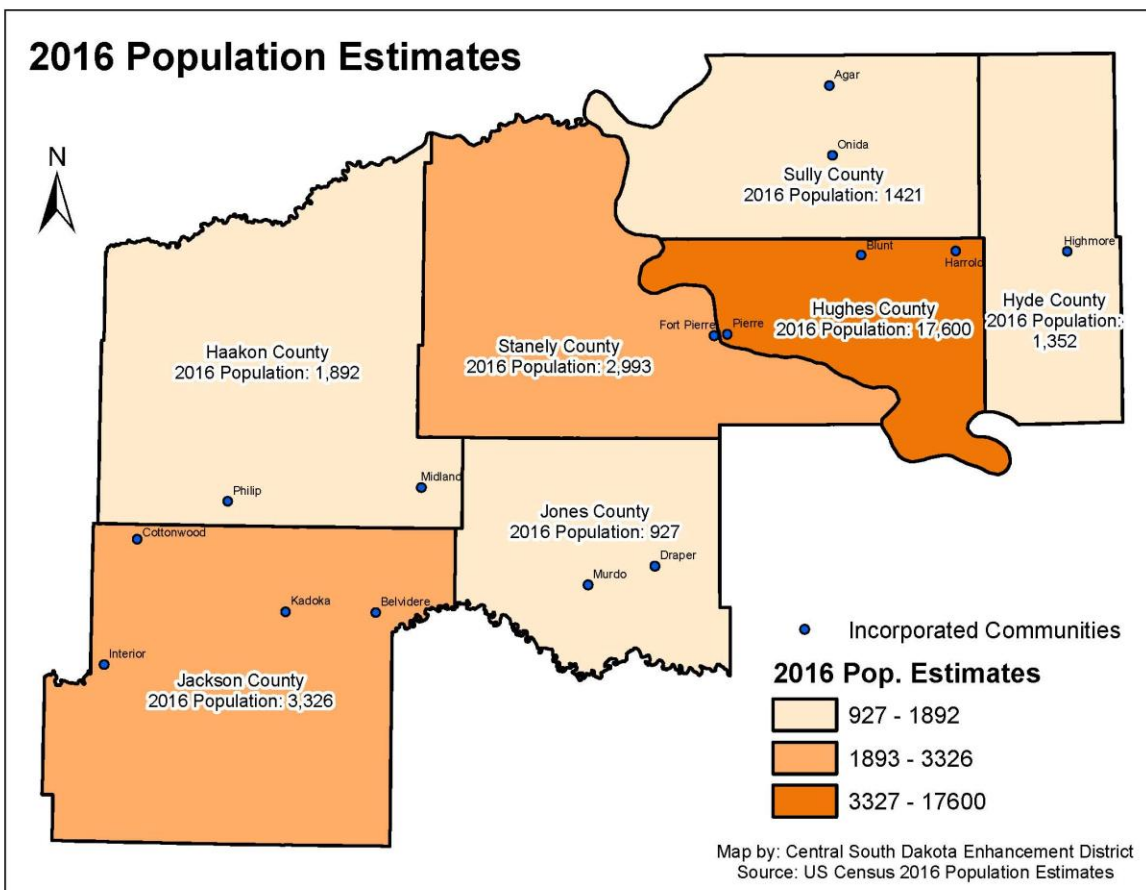 2016 Population Estimates
N
Agar
Onida
Sully County
2016 Population: 1421
Blunt
Harrold
Highmore
Hughes County
2016 Population: 17,600
Hyde County
2016 Population:
1,352
Fort Pierre
Pierre
Stanely County
2016 Population: 2,993
Haakon County
2016 Population: 1,892
Midland
Philip
Jones County
2016 Population: 927
Draper
Murdo
Cottonwood
Kadoka
Belvidere
Interior
Jackson County
2016 Population: 3,326
Incorporated Communities
2016 Pop. Estimates
927 - 1892
1893 - 3326
3327 - 17600
Map by: Central South Dakota Enhancement District
Source: US Census 2016 Population Estimates